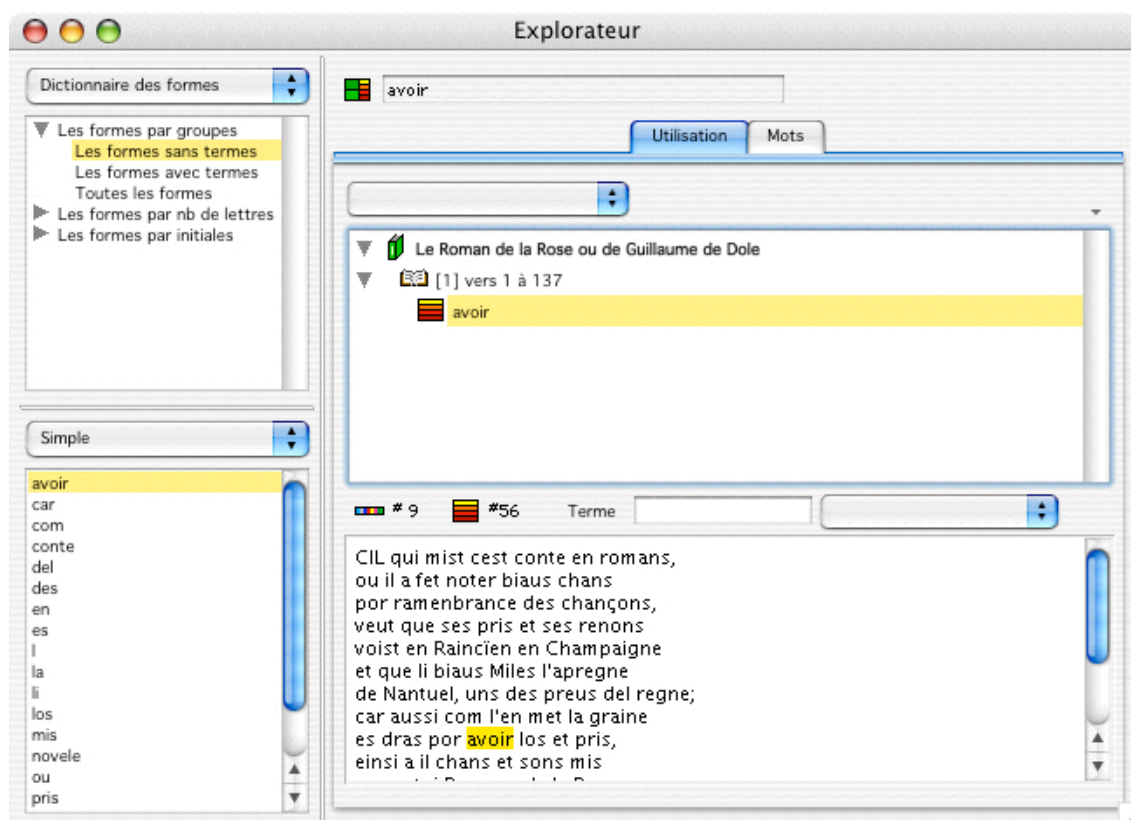 Explorateur
Dictionnaire des formes
Les formes par groupes
Les formes sans termes
Les formes avec termes
Toutes les formes
Les formes par nb de lettres
Les formes par initiales
Simple
avoir
car
com
conte
del
des
en
es
l
la
li
los
mis
novele
ou
pris
avoir
Utilisation
Mots
Le Roman de la Rose ou de Guillaume de Dole
[1] vers 1 à 137
avoir
# 9 #56 Terme
CIL qui mist cest conte en romans,
ou il a fet noter biaus chans
por ramenbrance des chançons,
veut que ses pris et ses renons
voist en Raincïen en Champaigne
et que li biaus Miles l'apregne
de Nantuel, uns des preus del regne;
car aussi com l'en met la graine
es dras por avoir los et pris,
einsi a il chans et sons mis